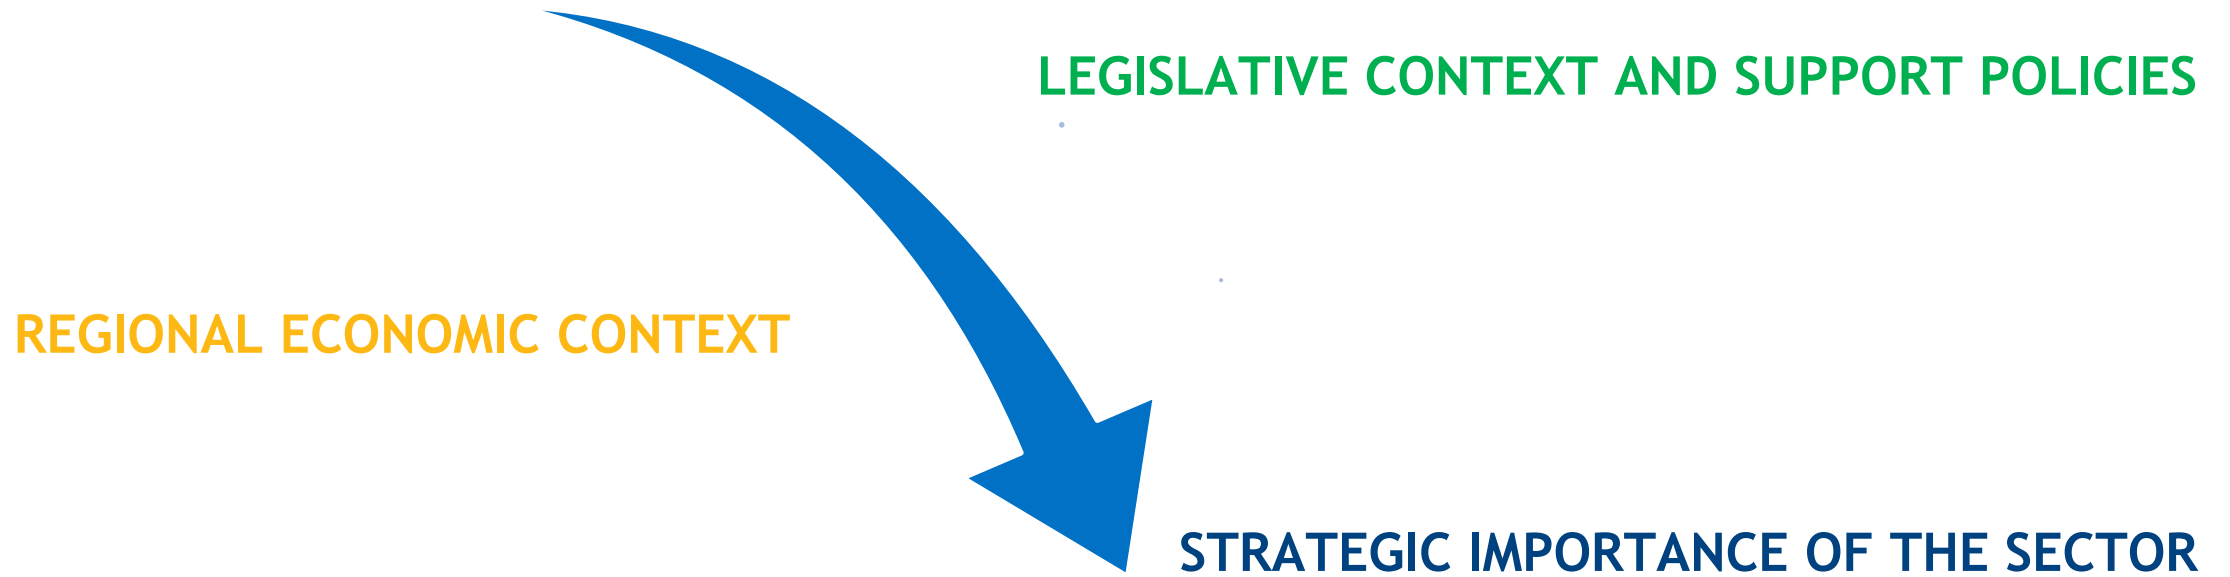 LEGISLATIVE CONTEXT AND SUPPORT POLICIES
REGIONAL ECONOMIC CONTEXT
STRATEGIC IMPORTANCE OF THE SECTOR